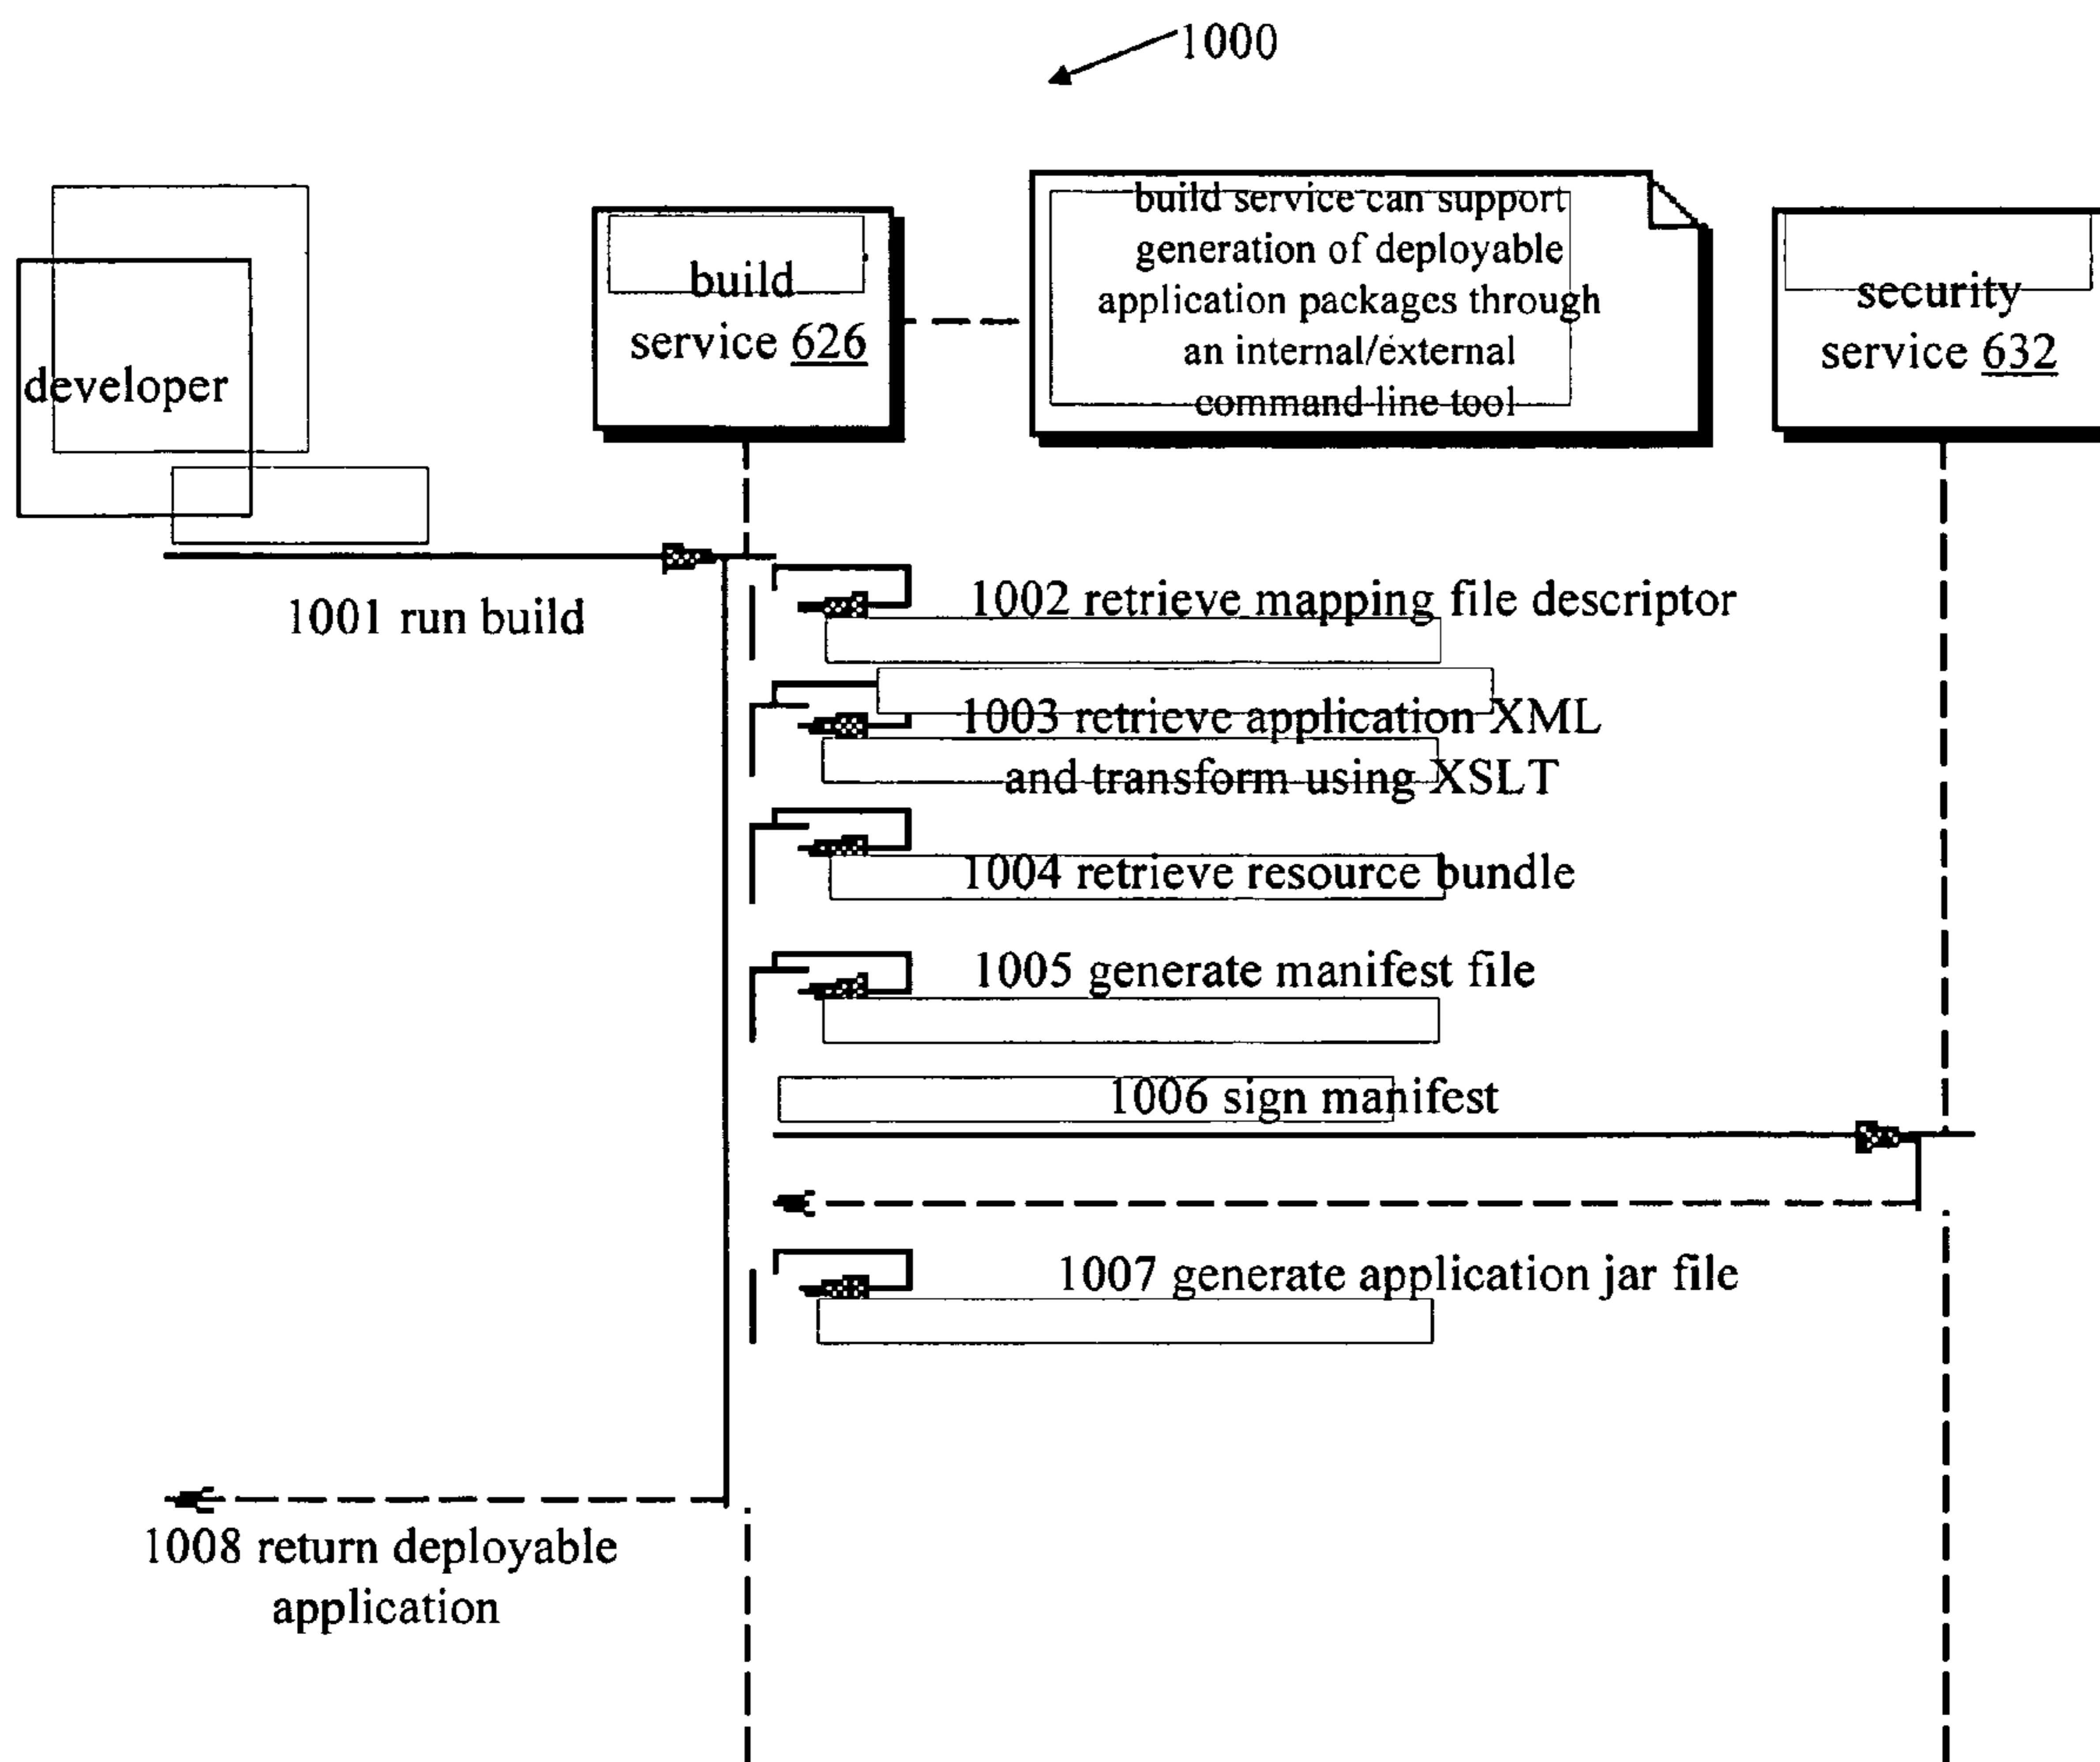 1000
developer
build
service 626
build service can support
generation of deployable
application packages through
an internal/external
command line tool
security
service 632
1001 run build
1002 retrieve mapping file descriptor
1003 retrieve application XML
and transform using XSLT
1004 retrieve resource bundle
1005 generate manifest file
1006 sign manifest
1007 generate application jar file
1008 return deployable
application